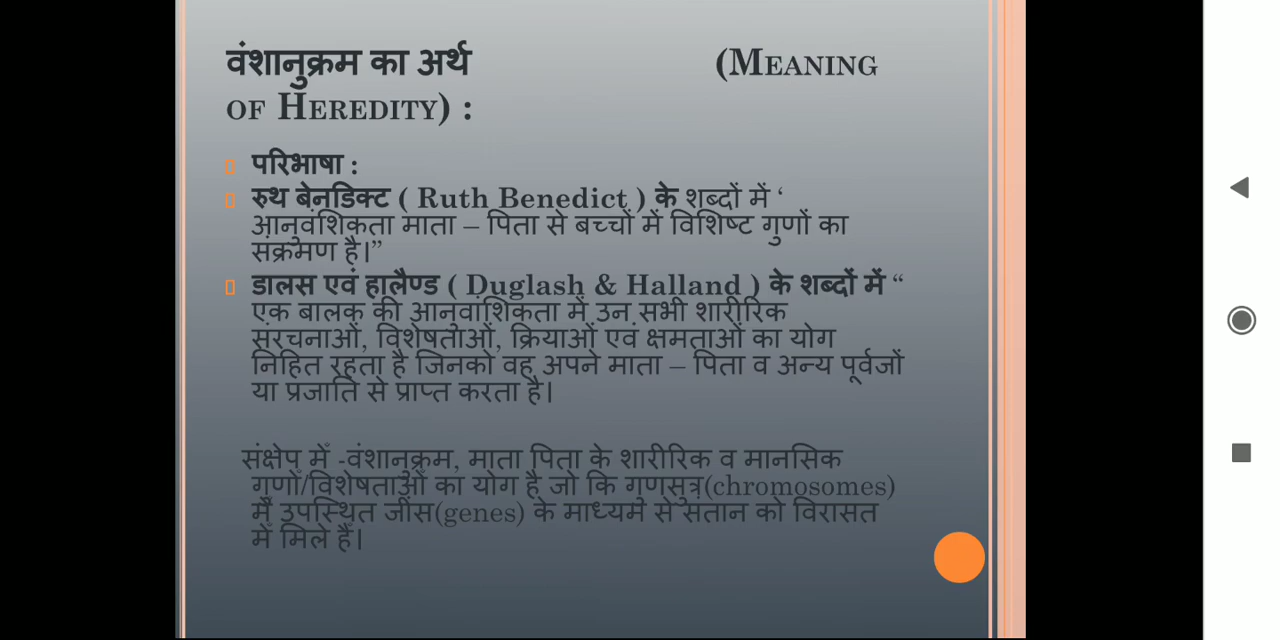 वंशानुक्रम का अर्थ (Meaning
of Heredity) :
परिभाषा :
रुथ बेनडिक्ट ( Ruth Benedict ) के शब्दों में ‘
आनुवंशिकता माता – पिता से बच्चों में विशिष्ट गुणों का
संक्रमण है।”
डालस एवं हालैण्ड ( Duglash & Halland ) के शब्दों में “
एक बालक की आनुवांशिकता में उन सभी शारीरिक
संरचनाओं, विशेषताओं, क्रियाओं एवं क्षमताओं का योग
निहित रहता है जिनको वह अपने माता – पिता व अन्य पूर्वजों
या प्रजाति से प्राप्त करता है।
संक्षेप मेँ -वंशानुक्रम, माता पिता के शारीरिक व मानसिक
गुणोँ/विशेषताओँ का योग है जो कि गुणसुत्र(chromosomes)
मेँ उपस्थित जींस(genes) के माध्यम से संतान को विरासत
मेँ मिले हैँ।